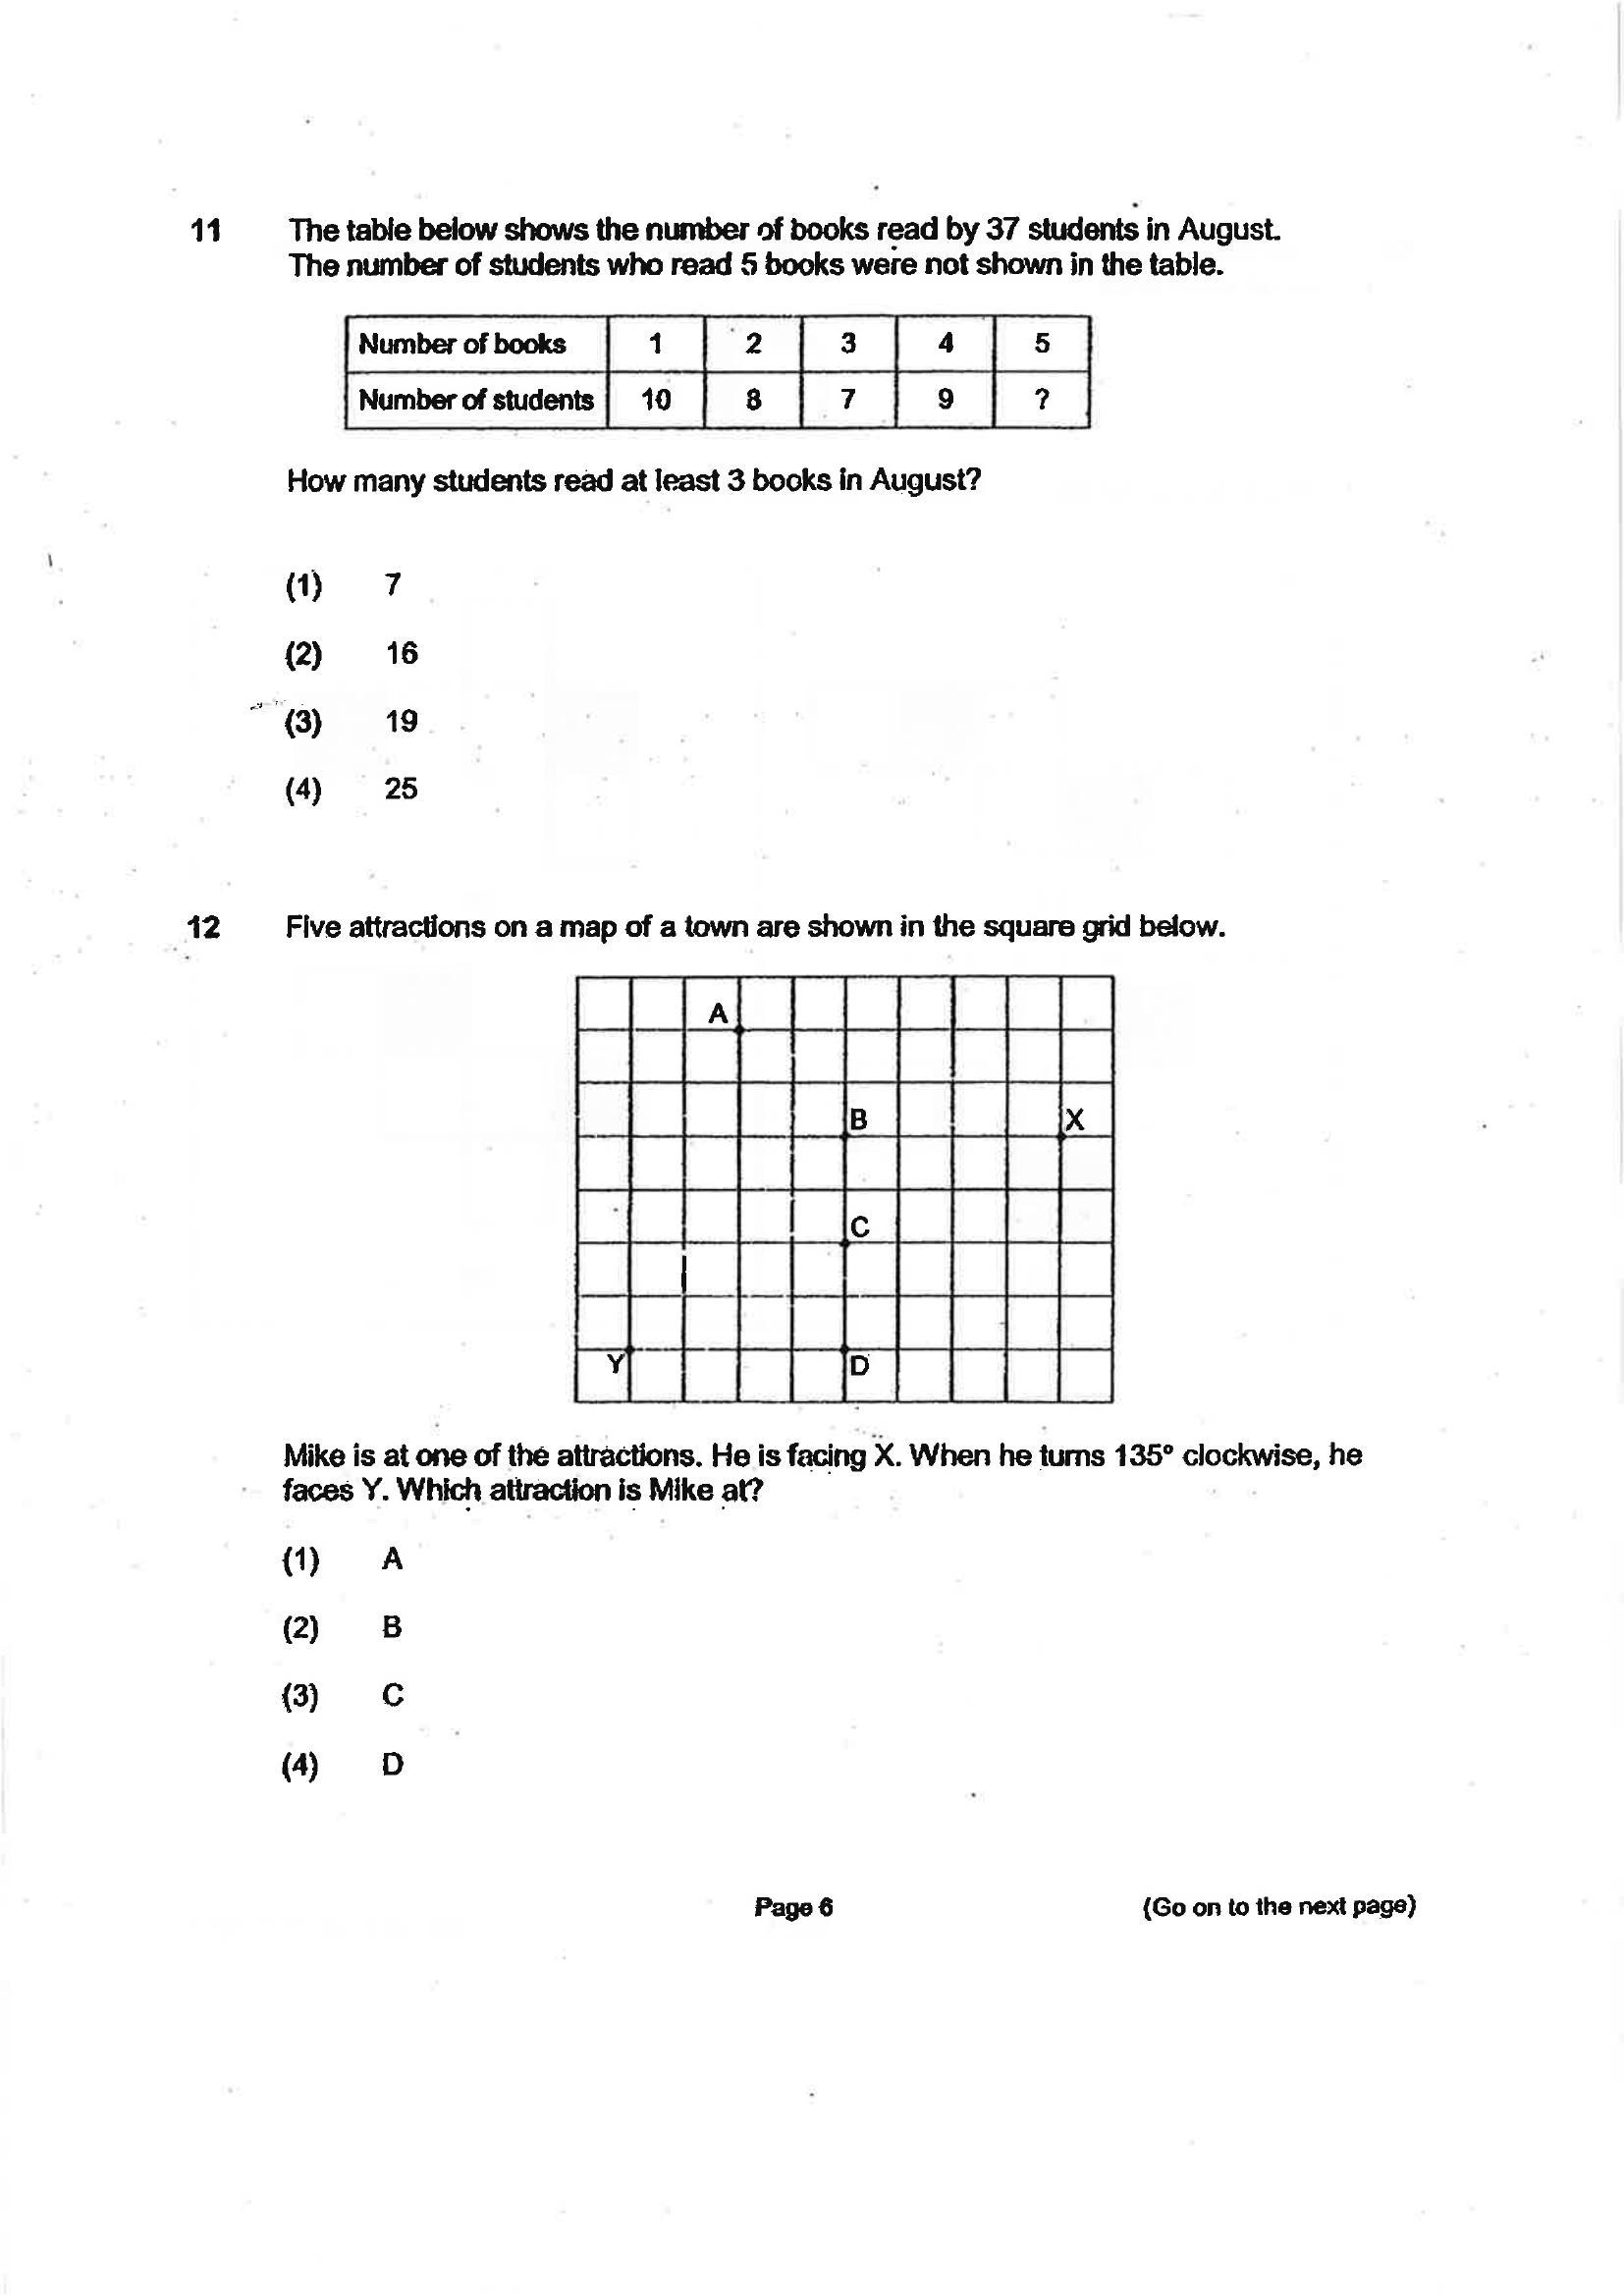 11 The table below shows the number of books read by 37 students in August.
The number of students who read 5 books were not shown in the table.
Number of books 1 2 3 4 5
Number of students 10 8 7 9 ?
How many students read at least 3 books in August?
(1) 7
(2) 16
(3) 19
(4) 25
12 Five attractions on a map of a town are shown in the square grid below.
A
B X
C
Y D
Mike is at one of the attractions. He is facing X. When he turns 135° clockwise, he
faces Y. Which attraction is Mike at?
(1) A
(2) B
(3) C
(4) D
Page 6 (Go on to the next page)